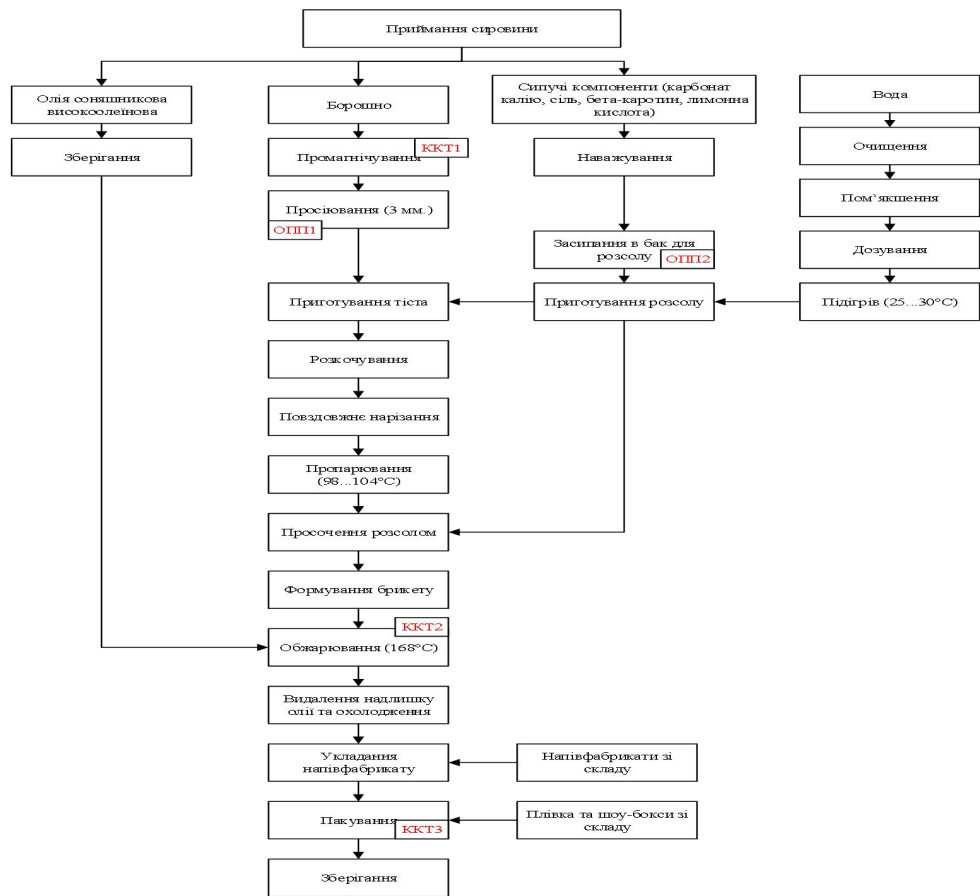 Приймання сировини
Олія соняшникова
високоолеїнова
Борошно
Сипучі компоненти (карбонат
калію, сіль, бета-каротин, лимонна
кислота)
Вода
Зберігання
ККТ1
Промагнічування
Наважування
Очищення
Просіювання (3 мм.)
ОПП1
Пом’якшення
Засипання в бак для
розсолу
ОПП2
Дозування
Приготування тіста
Приготування розсолу
Підігрів (25...30°С)
Розкочування
Повздовжнє нарізання
Пропарювання
(98...104°С)
Просочення розсолом
Формування брикету
ККТ2
Обжарювання (168°С)
Видалення надлишку
олії та охолодження
Укладання
напівфабрикату
Напівфабрикати зі
складу
Пакування
ККТ3
Плівка та шоу-бокси зі
складу
Зберігання